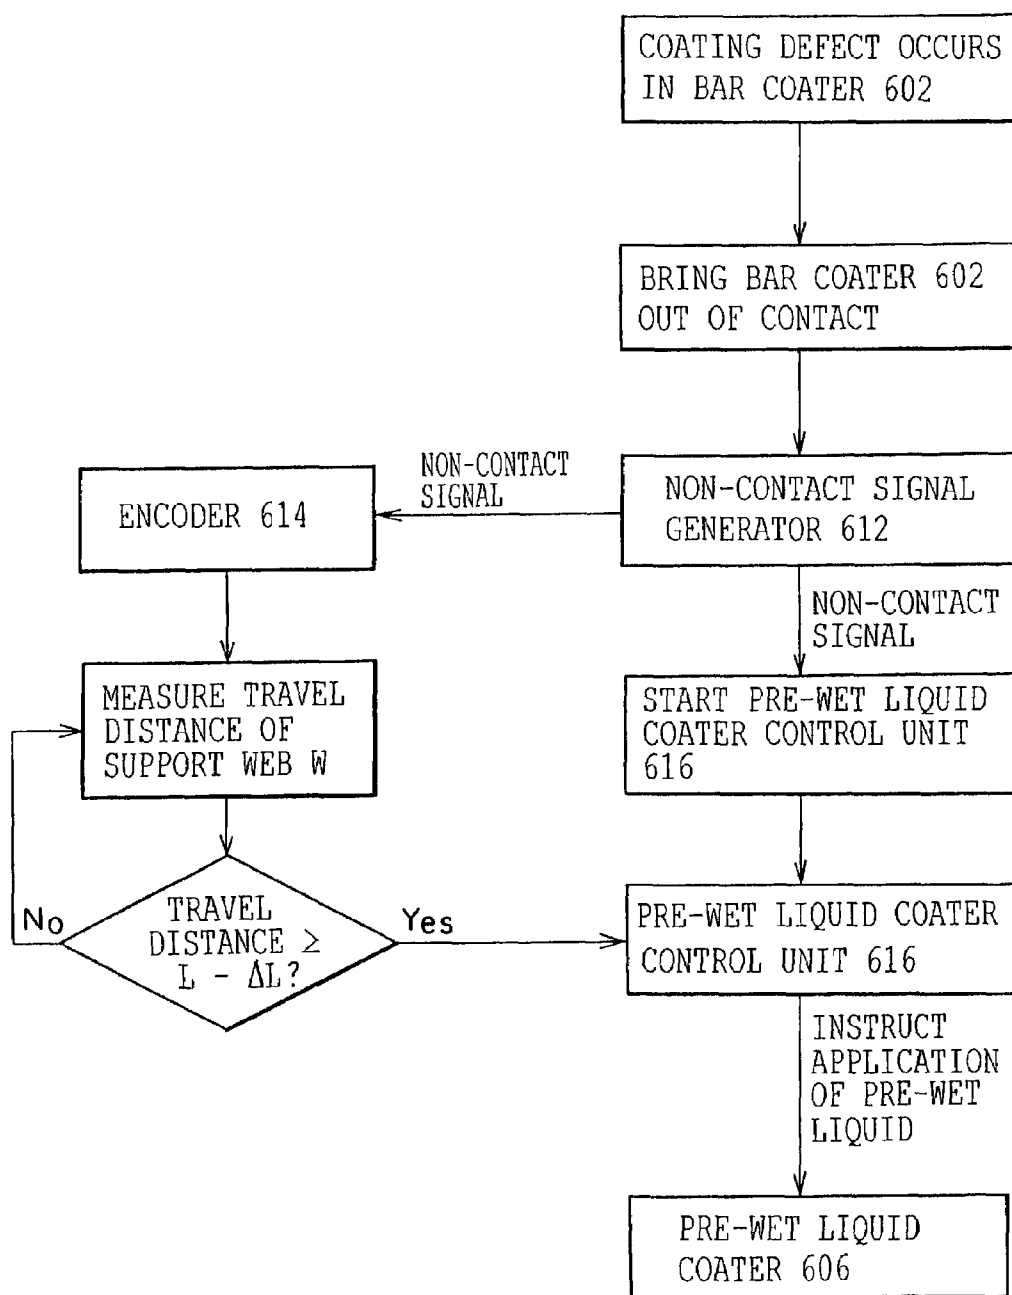 COATING DEFECT OCCURS
IN BAR COATER 602
BRING BAR COATER 602
OUT OF CONTACT
NON-CONTACT SIGNAL
GENERATOR 612
NON-CONTACT
SIGNAL
ENCODER 614
NON-CONTACT
SIGNAL
MEASURE TRAVEL
DISTANCE OF
SUPPORT WEB W
START PRE-WET LIQUID
COATER CONTROL UNIT
616
TRAVEL
DISTANCE ≥
L - ΔL?
No
Yes
PRE-WET LIQUID COATER
CONTROL UNIT 616
INSTRUCT
APPLICATION
OF PRE-WET
LIQUID
PRE-WET LIQUID
COATER 606